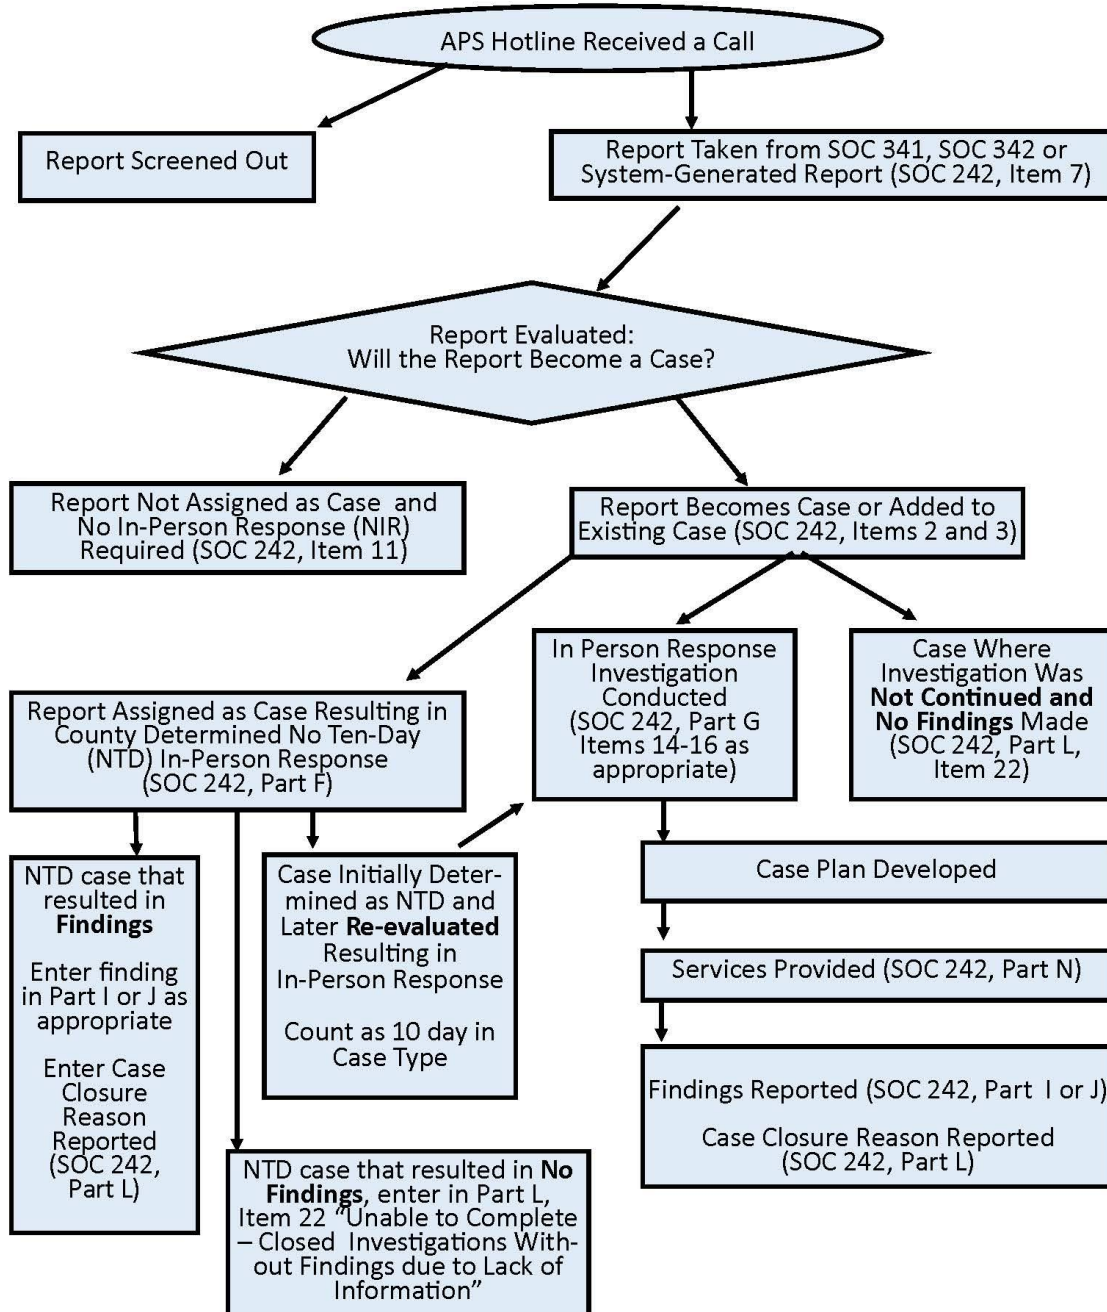 APS Hotline Received a Call
Report Screened Out
Report Taken from SOC 341, SOC 342 or
System-Generated Report (SOC 242, Item 7)
Report Evaluated:
Will the Report Become a Case?
Report Not Assigned as Case and
No In-Person Response (NIR)
Required (SOC 242, Item 11)
Report Becomes Case or Added to
Existing Case (SOC 242, Items 2 and 3)
Report Assigned as Case Resulting in
County Determined No Ten-Day
(NTD) In-Person Response
(SOC 242, Part F)
In Person Response
Investigation
Conducted
(SOC 242, Part G
Items 14-16 as
appropriate)
Case Where
Investigation Was
Not Continued and
No Findings Made
(SOC 242, Part L,
Item 22)
NTD case that
resulted in
Findings
Enter finding
in Part I or J as
appropriate
Enter Case
Closure
Reason
Reported
(SOC 242,
Part L)
Case Initially Deter-
mined as NTD and
Later Re-evaluated
Resulting in
In-Person Response
Count as 10 day in
Case Type
Case Plan Developed
Services Provided (SOC 242, Part N)
Findings Reported (SOC 242, Part I or J)
Case Closure Reason Reported
(SOC 242, Part L)
NTD case that resulted in No
Findings, enter in Part L,
Item 22 “Unable to Complete
– Closed Investigations With-
out Findings due to Lack of
Information”